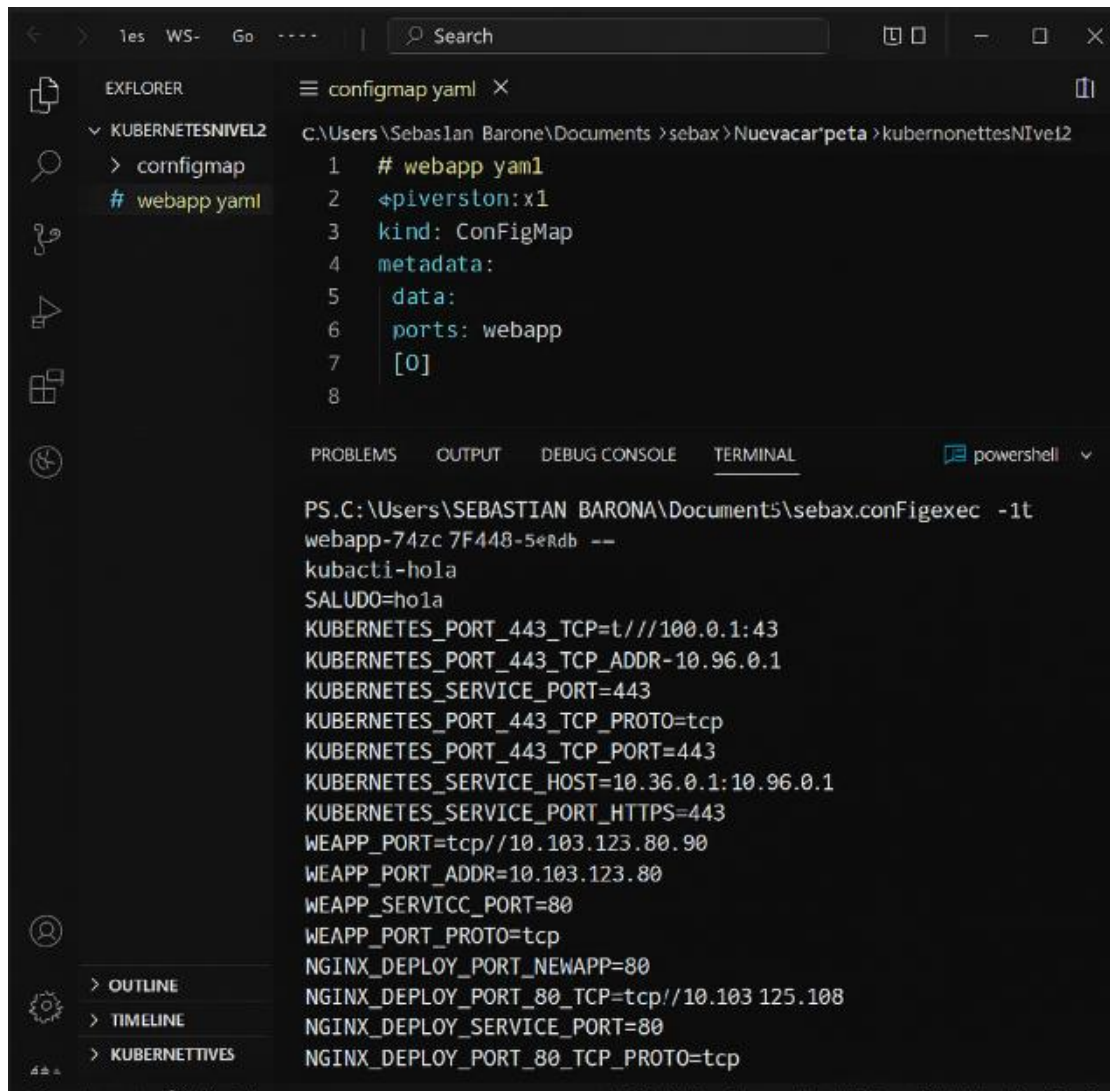 1es WS- Go ----
Search
EXFLORER
KUBERNETESNIVEL2
cornfigmap
# webapp yaml
configmap yaml
C:\Users\Sebas1an Barone\Documents >sebax>Nuevacar'peta>kubernonettesNIve12
1 # webapp yam1
2 piverston:x1
3 kind: ConFigMap
4 metadata:
5 data:
6 ports: webapp
7 [O]
8
PROBLEMS OUTPUT DEBUG CONSOLE TERMINAL powershell
PS.C:\Users\SEBASTIAN BARONA\Document5\sebax.conFigexec -1t
webapp-74zc 7F448-5eRdb --
kubacti-hola
SALUDO=ho1a
KUBERNETES_PORT_443_TCP=t///100.0.1:43
KUBERNETES_PORT_443_TCP_ADDR-10.96.0.1
KUBERNETES_SERVICE_PORT=443
KUBERNETES_PORT_443_TCP_PROTO=tcp
KUBERNETES_PORT_443_TCP_PORT=443
KUBERNETES_SERVICE_HOST=10.36.0.1:10.96.0.1
KUBERNETES_SERVICE_PORT_HTTPS=443
WEAPP_PORT=tcp//10.103.123.80.90
WEAPP_PORT_ADDR=10.103.123.80
WEAPP_SERVICC_PORT=80
WEAPP_PORT_PROTO=tcp
NGINX_DEPLOY_PORT_NEWAPP=80
NGINX_DEPLOY_PORT_80_TCP=tcp//10.103 125.108
NGINX_DEPLOY_SERVICE_PORT=80
NGINX_DEPLOY_PORT_80_TCP_PROTO=tcp
OUTLINE
TIMELINE
KUBERNETTIVES